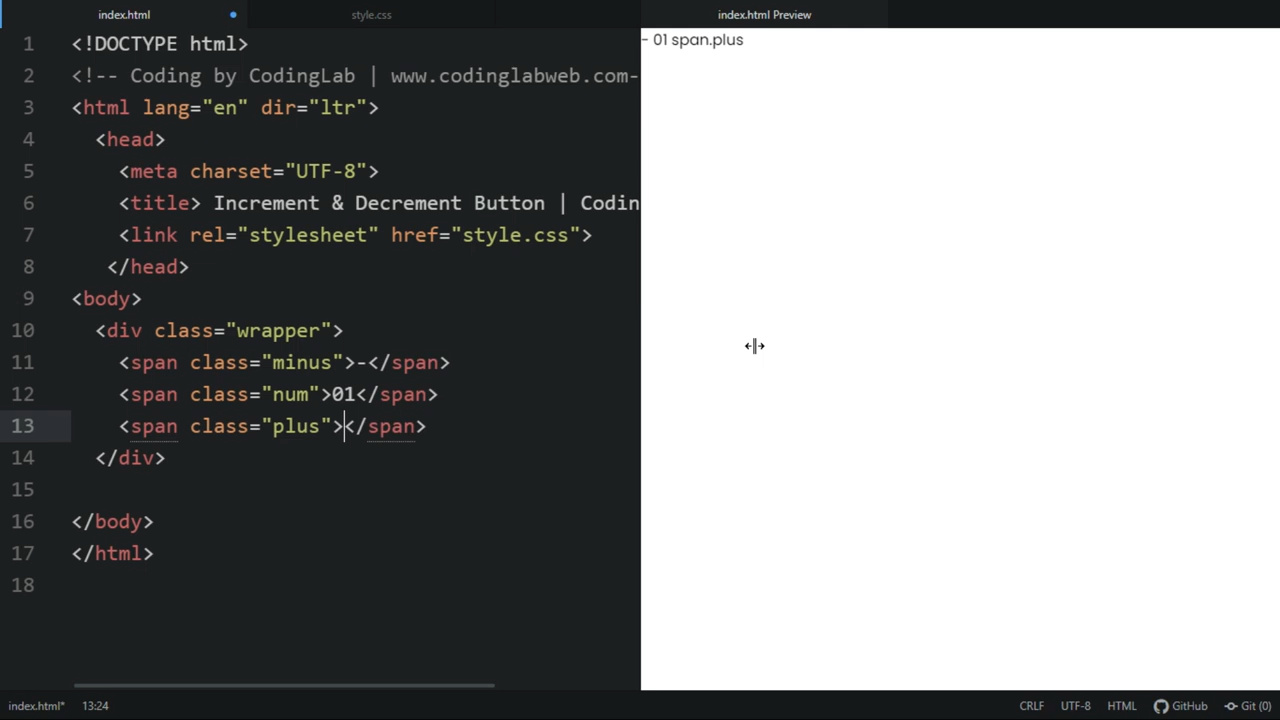 index.html
style.css
index.html Preview
1 <!DOCTYPE html>
2 <!-- Coding by CodingLab | www.codinglabweb.com-
3 <html lang="en" dir="ltr">
4 <head>
5 <meta charset="UTF-8">
6 <title> Increment & Decrement Button | Codin
7 <link rel="stylesheet" href="style.css">
8 </head>
9 <body>
10 <div class="wrapper">
11 <span class="minus">-</span>
12 <span class="num">01</span>
13 <span class="plus"></span>
14 </div>
15
16 </body>
17 </html>
18
- 01 span.plus
index.html* 13:24
CRLF UTF-8 HTML GitHub Git (0)